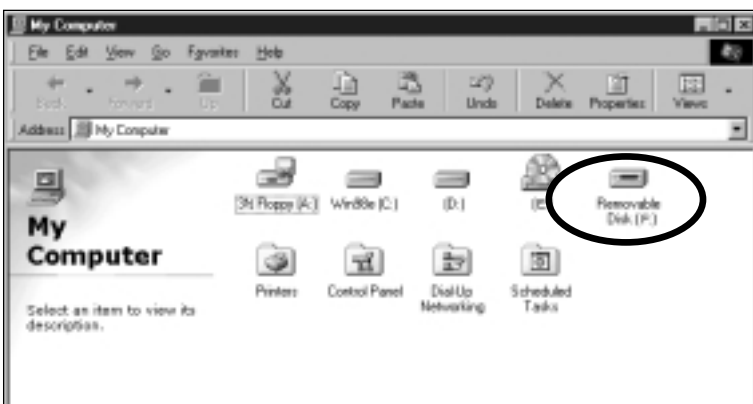 My Computer
File Edit View Go Favorites Help
Back Forward Up Cut Copy Paste Undo Delete Properties Views
Address My Computer
3½ Floppy (A:) Win98e (C:) (D:) (E: Removable
Disk (F:)
My
Computer
Printers Control Panel Dial-Up
Networking Scheduled
Tasks
Select an item to view its
description.